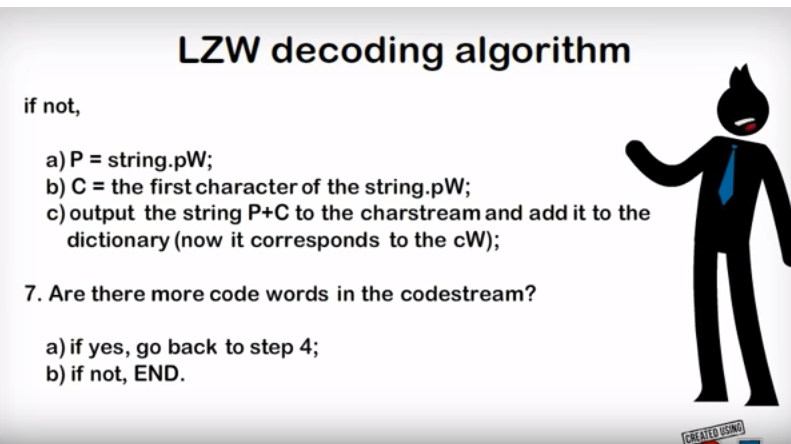 LZW decoding algorithm
if not,
a) P = string.pW;
b) C = the first character of the string.pW;
c) output the string P+C to the charstream and add it to the
dictionary (now it corresponds to the cW);
7. Are there more code words in the codestream?
a) if yes, go back to step 4;
b) if not, END.
CREATED USING